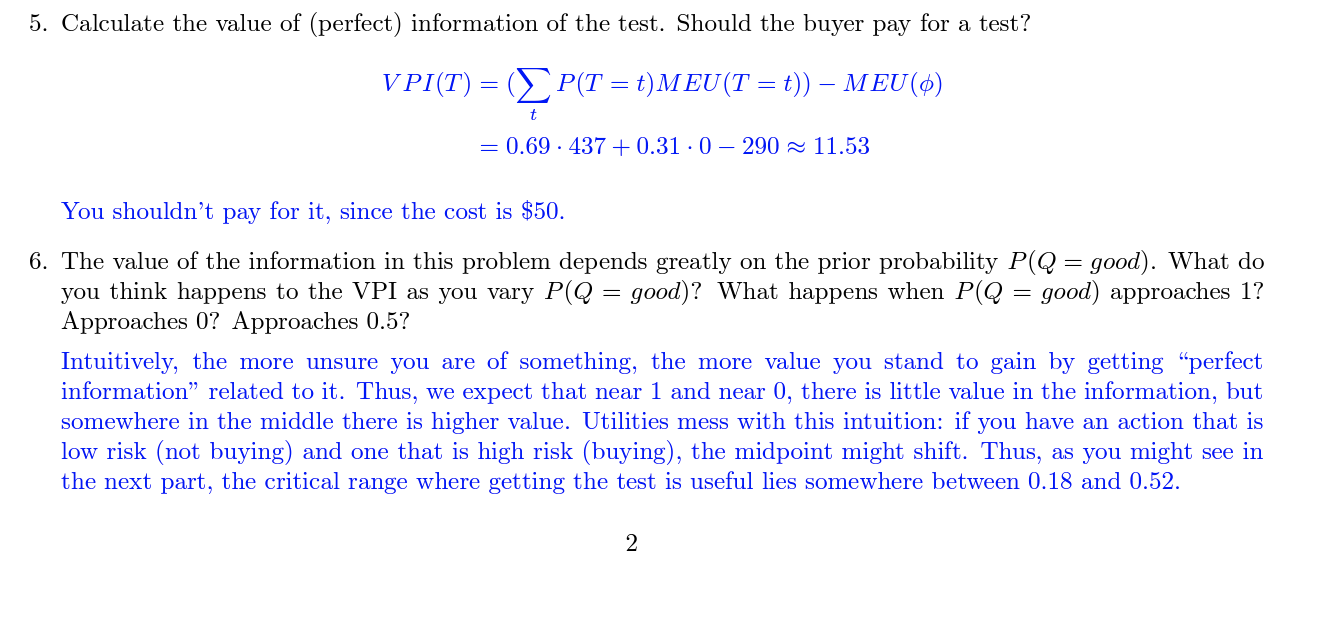 5. Calculate the value of (perfect) information of the test. Should the buyer pay for a test?
VPI(T) = (∑ P(T = t)MEU(T = t)) − MEU(ϕ)
t
= 0.69 · 437 + 0.31 · 0 − 290 ≈ 11.53
You shouldn't pay for it, since the cost is $50.
6. The value of the information in this problem depends greatly on the prior probability P(Q = good). What do
you think happens to the VPI as you vary P(Q = good)? What happens when P(Q = good) approaches 1?
Approaches 0? Approaches 0.5?
Intuitively, the more unsure you are of something, the more value you stand to gain by getting “perfect
information” related to it. Thus, we expect that near 1 and near 0, there is little value in the information, but
somewhere in the middle there is higher value. Utilities mess with this intuition: if you have an action that is
low risk (not buying) and one that is high risk (buying), the midpoint might shift. Thus, as you might see in
the next part, the critical range where getting the test is useful lies somewhere between 0.18 and 0.52.
2